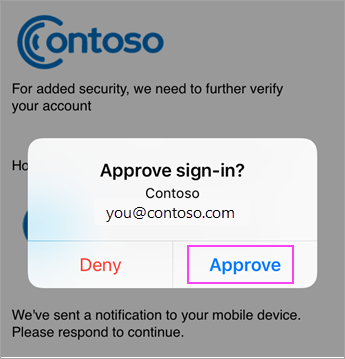 Contoso
For added security, we need to further verify
your account
Ho
Approve sign-in?
Contoso
you@contoso.com
Deny
Approve
We've sent a notification to your mobile device.
Please respond to continue.